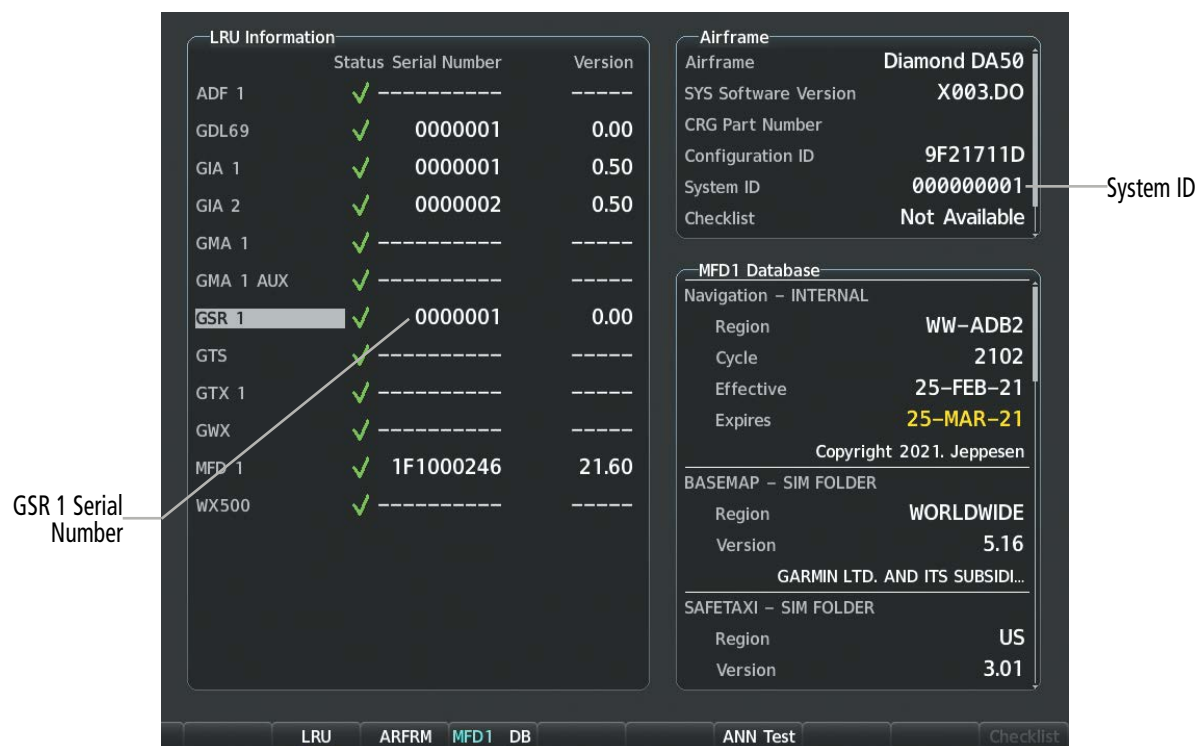 LRU Information
Status Serial Number Version
ADF 1 ---------- -----
GDL69 0000001 0.00
GIA 1 0000001 0.50
GIA 2 0000002 0.50
GMA 1 ---------- -----
GMA 1 AUX ---------- -----
GSR 1 0000001 0.00
GTS ---------- -----
GTX 1 ---------- -----
GWX ---------- -----
MFD 1 1F1000246 21.60
WX500 ---------- -----
GSR 1 Serial
Number
Airframe
Airframe Diamond DA50
SYS Software Version X003.DO
CRG Part Number
Configuration ID 9F21711D
System ID 000000001
Checklist Not Available
System ID
MFD1 Database
Navigation – INTERNAL
Region WW–ADB2
Cycle 2102
Effective 25–FEB–21
Expires 25–MAR–21
Copyright 2021. Jeppesen
BASEMAP – SIM FOLDER
Region WORLDWIDE
Version 5.16
GARMIN LTD. AND ITS SUBSIDI...
SAFETAXI – SIM FOLDER
Region US
Version 3.01
LRU ARFRM MFD1 DB ANN Test Checklist